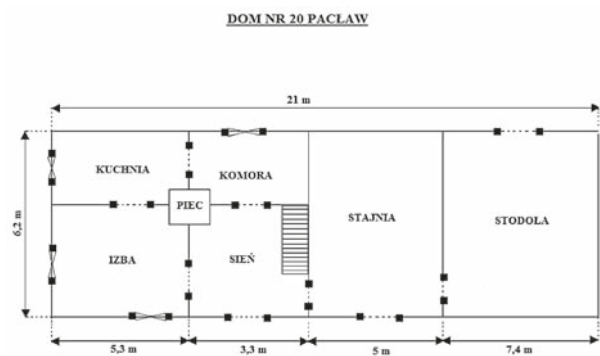 DOM NR 20 PACŁAW
21 m
KUCHNIA
KOMORA
PIEC
STAJNIA
STODOŁA
6,2 m
IZBA
SIEŃ
5,3 m
3,3 m
5 m
7,4 m